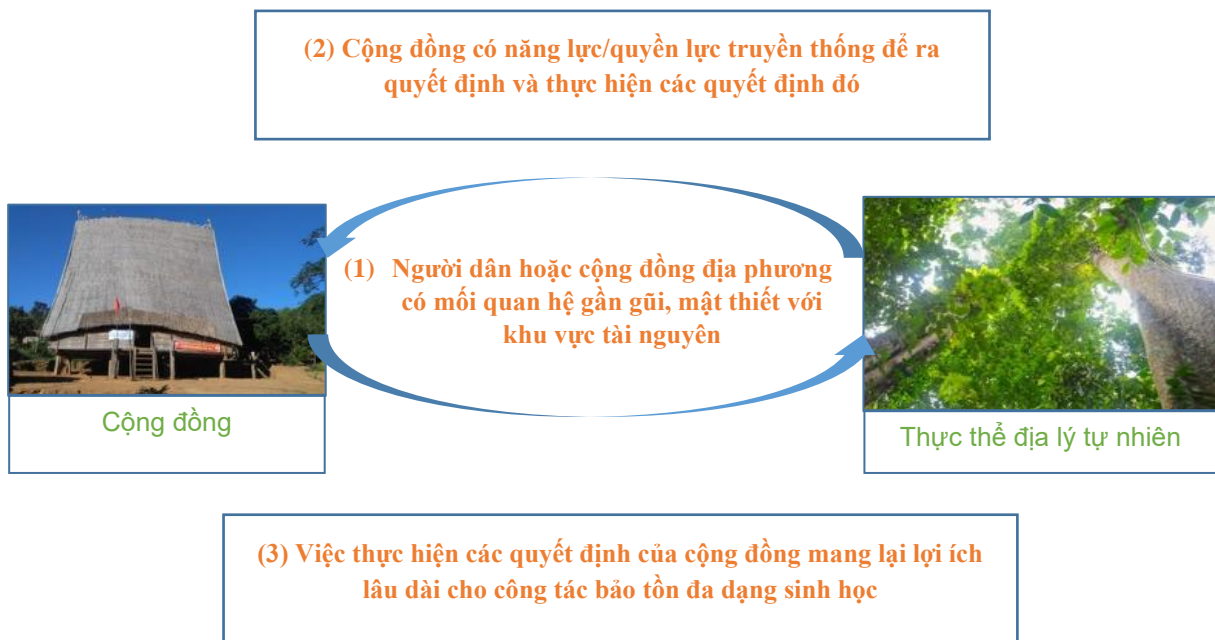 (2) Cộng đồng có năng lực/quyền lực truyền thống để ra
quyết định và thực hiện các quyết định đó
(1) Người dân hoặc cộng đồng địa phương
có mối quan hệ gần gũi, mật thiết với
khu vực tài nguyên
Cộng đồng
Thực thể địa lý tự nhiên
(3) Việc thực hiện các quyết định của cộng đồng mang lại lợi ích
lâu dài cho công tác bảo tồn đa dạng sinh học